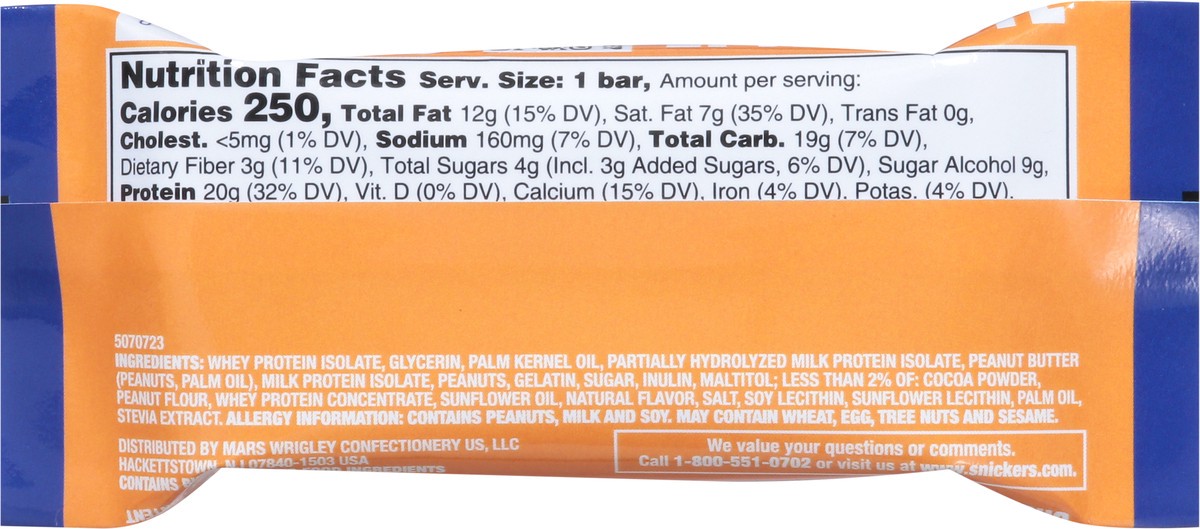 Nutrition Facts Serv. Size: 1 bar, Amount per serving:
Calories 250, Total Fat 12g (15% DV), Sat. Fat 7g (35% DV), Trans Fat 0g,
Cholest. <5mg (1% DV), Sodium 160mg (7% DV), Total Carb. 19g (7% DV),
Dietary Fiber 3g (11% DV), Total Sugars 4g (Incl. 3g Added Sugars, 6% DV), Sugar Alcohol 9g,
Protein 20g (32% DV), Vit. D (0% DV), Calcium (15% DV), Iron (4% DV), Potas. (4% DV).
5070723
INGREDIENTS: WHEY PROTEIN ISOLATE, GLYCERIN, PALM KERNEL OIL, PARTIALLY HYDROLYZED MILK PROTEIN ISOLATE, PEANUT BUTTER
(PEANUTS, PALM OIL), MILK PROTEIN ISOLATE, PEANUTS, GELATIN, SUGAR, INULIN, MALTITOL; LESS THAN 2% OF: COCOA POWDER,
PEANUT FLOUR, WHEY PROTEIN CONCENTRATE, SUNFLOWER OIL, NATURAL FLAVOR, SALT, SOY LECITHIN, SUNFLOWER LECITHIN, PALM OIL,
STEVIA EXTRACT. ALLERGY INFORMATION: CONTAINS PEANUTS, MILK AND SOY. MAY CONTAIN WHEAT, EGG, TREE NUTS AND SESAME.
DISTRIBUTED BY MARS WRIGLEY CONFECTIONERY US, LLC
HACKETTSTOWN, NJ 07840-1503 USA
CONTAINS FOOD INGREDIENTS
We value your questions or comments.
Call 1-800-551-0702 or visit us at www.snickers.com.